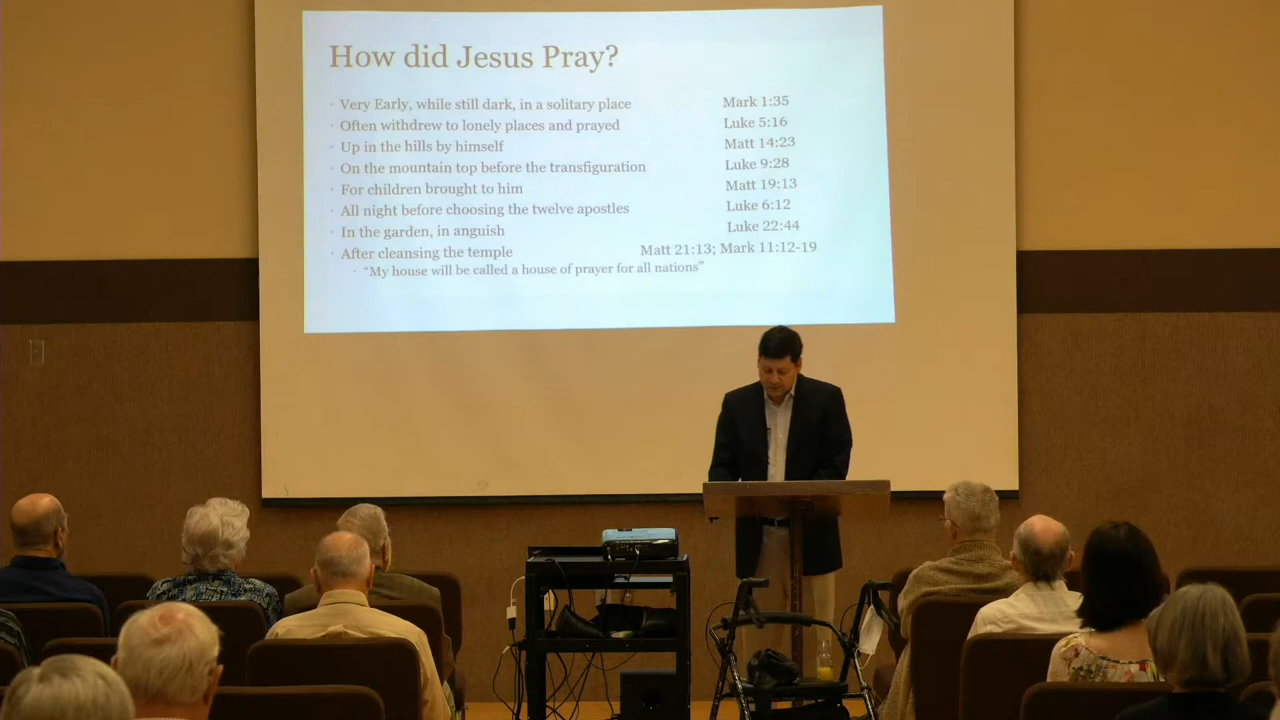 How did Jesus Pray?
Very Early, while still dark, in a solitary place Mark 1:35
Often withdrew to lonely places and prayed Luke 5:16
Up in the hills by himself Matt 14:23
On the mountain top before the transfiguration Luke 9:28
For children brought to him Matt 19:13
All night before choosing the twelve apostles Luke 6:12
In the garden, in anguish Luke 22:44
After cleansing the temple Matt 21:13; Mark 11:12-19
“My house will be called a house of prayer for all nations”